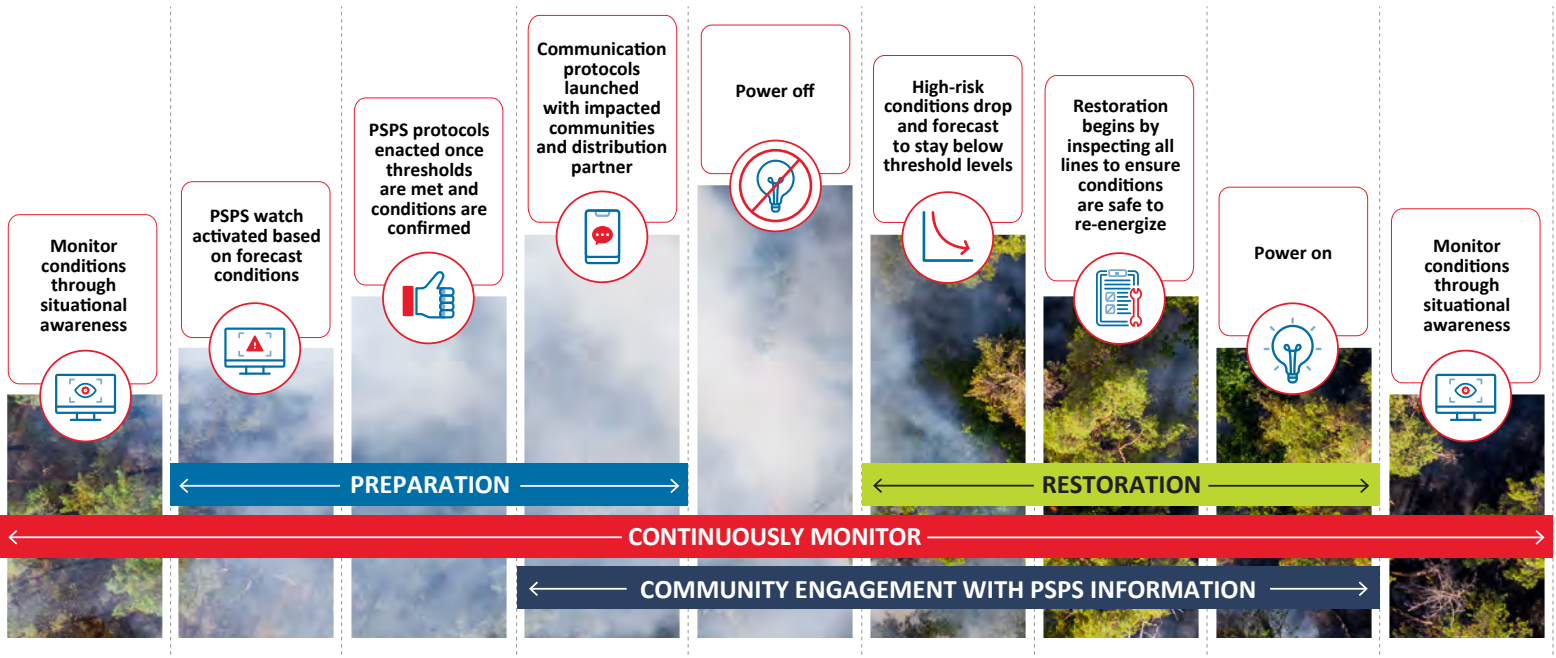 Monitor
conditions
through
situational
awareness
PSPS watch
activated based
on forecast
conditions
PSPS protocols
enacted once
thresholds
are met and
conditions are
confirmed
Communication
protocols
launched
with impacted
communities
and distribution
partner
Power off
High-risk
conditions drop
and forecast
to stay below
threshold levels
Restoration
begins by
inspecting all
lines to ensure
conditions
are safe to
re-energize
Power on
Monitor
conditions
through
situational
awareness
PREPARATION
RESTORATION
CONTINUOUSLY MONITOR
COMMUNITY ENGAGEMENT WITH PSPS INFORMATION